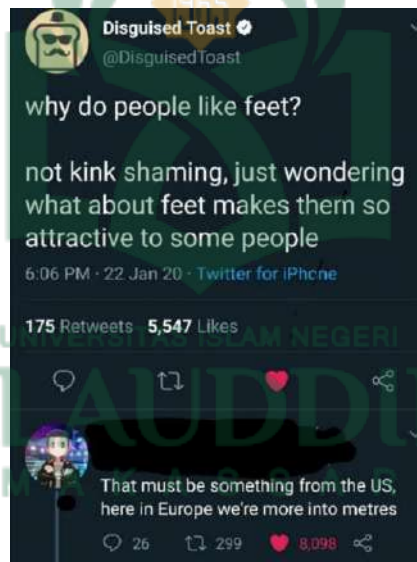 1965
Disguised Toast
@DisguisedToast
why do people like feet?
not kink shaming, just wondering
what about feet makes them so
attractive to some people
6:06 PM · 22 Jan 20 · Twitter for iPhone
175 Retweets 5,547 Likes
UNIVERSITAS ISLAM NEGERI
ALAUDDIN
MAKASSAR
That must be something from the US,
here in Europe we're more into metres
26 299 8,098